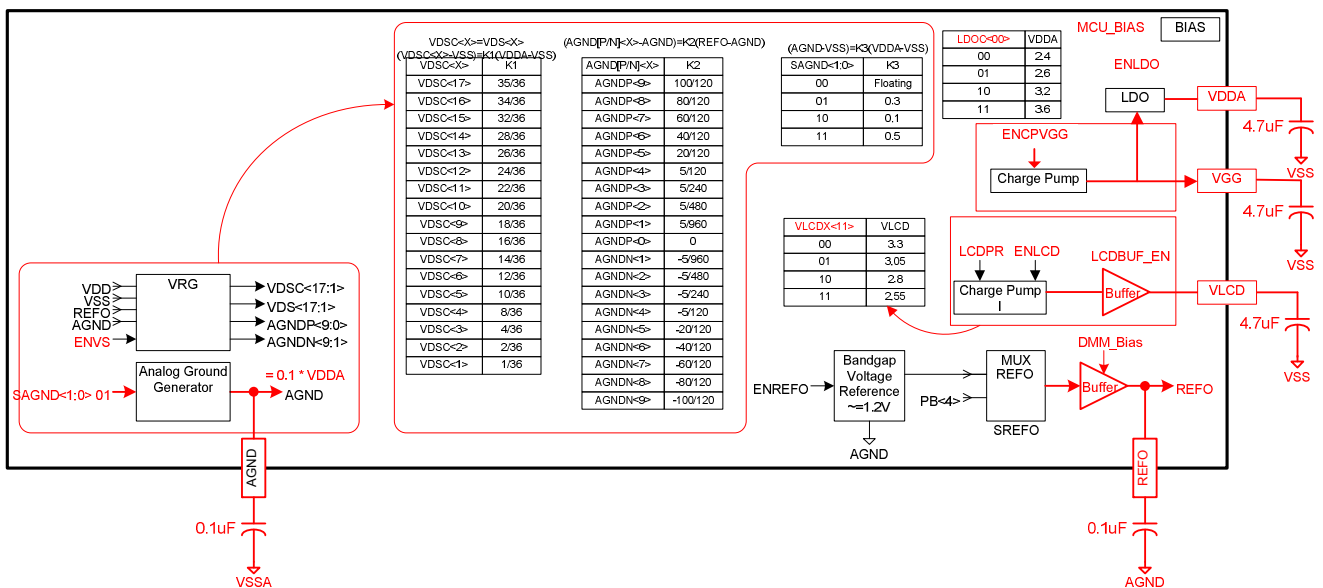 MCU_BIAS BIAS
VDSC<X>=VDS<X>
(VDSC<X>-VSS)=K1(VDDA-VSS)
VDSC<X> K1
VDSC<17> 35/36
VDSC<16> 34/36
VDSC<15> 32/36
VDSC<14> 28/36
VDSC<13> 26/36
VDSC<12> 24/36
VDSC<11> 22/36
VDSC<10> 20/36
VDSC<9> 18/36
VDSC<8> 16/36
VDSC<7> 14/36
VDSC<6> 12/36
VDSC<5> 10/36
VDSC<4> 8/36
VDSC<3> 4/36
VDSC<2> 2/36
VDSC<1> 1/36
(AGND[P/N]<X>-AGND)=K2(REFO-AGND)
AGND[P/N]<X> K2
AGNDP<9> 100/120
AGNDP<8> 80/120
AGNDP<7> 60/120
AGNDP<6> 40/120
AGNDP<5> 20/120
AGNDP<4> 5/120
AGNDP<3> 5/240
AGNDP<2> 5/480
AGNDP<1> 5/960
AGNDP<0> 0
AGNDN<1> -5/960
AGNDN<2> -5/480
AGNDN<3> -5/240
AGNDN<4> -5/120
AGNDN<5> -20/120
AGNDN<6> -40/120
AGNDN<7> -60/120
AGNDN<8> -80/120
AGNDN<9> -100/120
(AGND-VSS)=K3(VDDA-VSS)
SAGND<1:0> K3
00 Floating
01 0.3
10 0.1
11 0.5
LDOC<00> VDDA
00 2.4
01 2.6
10 3.2
11 3.6
ENLDO
LDO
VDDA
4.7uF
VSS
ENCPVGG
Charge Pump
VGG
4.7uF
VSS
VLCDX<11> VLCD
00 3.3
01 3.05
10 2.8
11 2.55
LCDPR ENLCD LCDBUF_EN
Charge Pump
I
Buffer
VLCD
4.7uF
VSS
VDD
VSS
REFO
AGND
ENVS
VRG
VDSC<17:1>
VDS<17:1>
AGNDP<9:0>
AGNDN<9:1>
SAGND<1:0> 01
Analog Ground
Generator
= 0.1 * VDDA
AGND
AGND
0.1uF
VSSA
ENREFO
Bandgap
Voltage
Reference
~=1.2V
AGND
PB<4>
MUX
REFO
SREFO
DMM_Bias
Buffer
REFO
REFO
0.1uF
AGND